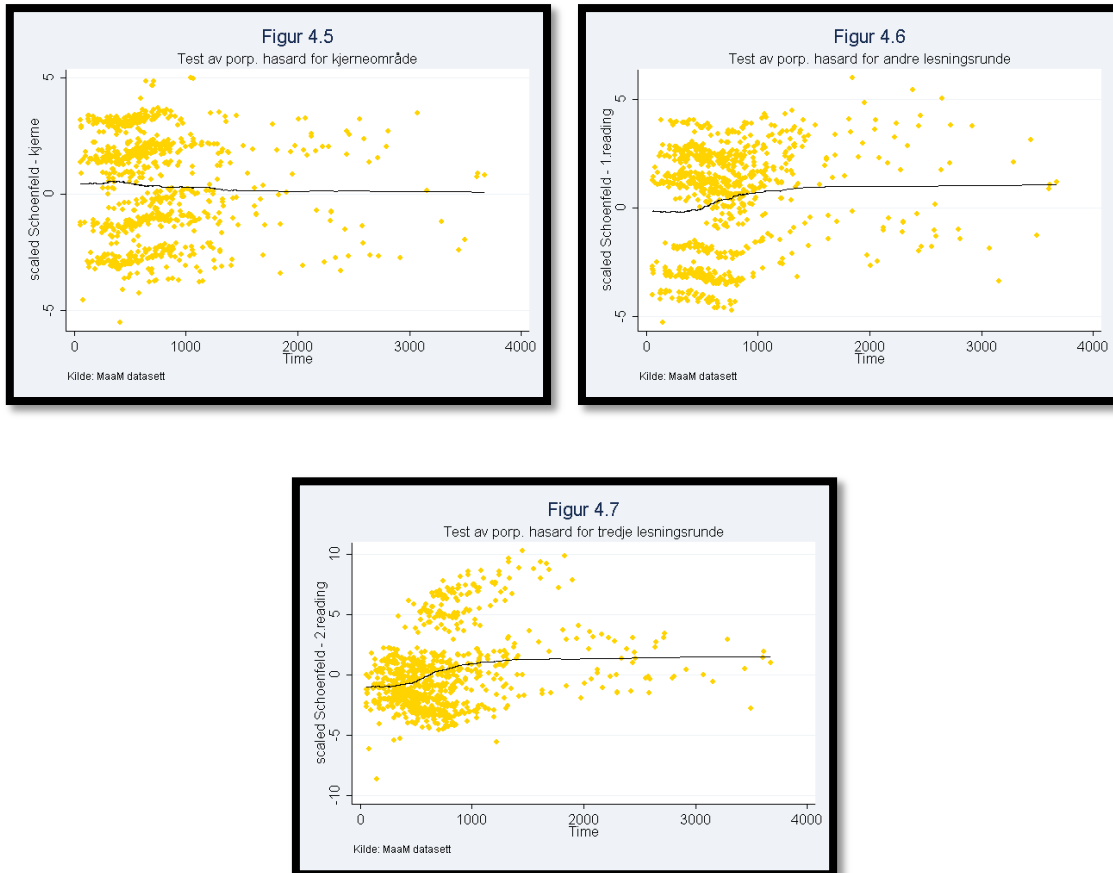 Figur 4.5
Test av porp. hasard for kjerneområde
scaled Schoenfeld - kjerne
5
0
-5
0 1000 2000 3000 4000
Time
Kilde: MaaM datasett
Figur 4.6
Test av porp. hasard for andre lesningsrunde
scaled Schoenfeld - 1.reading
5
0
-5
0 1000 2000 3000 4000
Time
Kilde: MaaM datasett
Figur 4.7
Test av porp. hasard for tredje lesningsrunde
scaled Schoenfeld - 2.reading
10
5
0
-5
-10
0 1000 2000 3000 4000
Time
Kilde: MaaM datasett